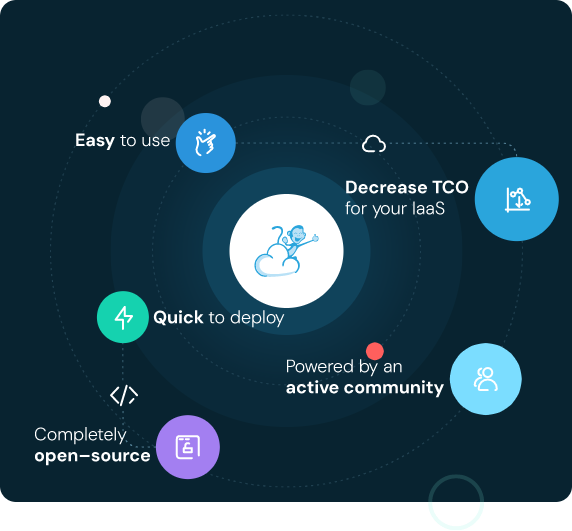 Easy to use
Decrease TCO
for your IaaS
Quick to deploy
Powered by an
active community
Completely
open–source